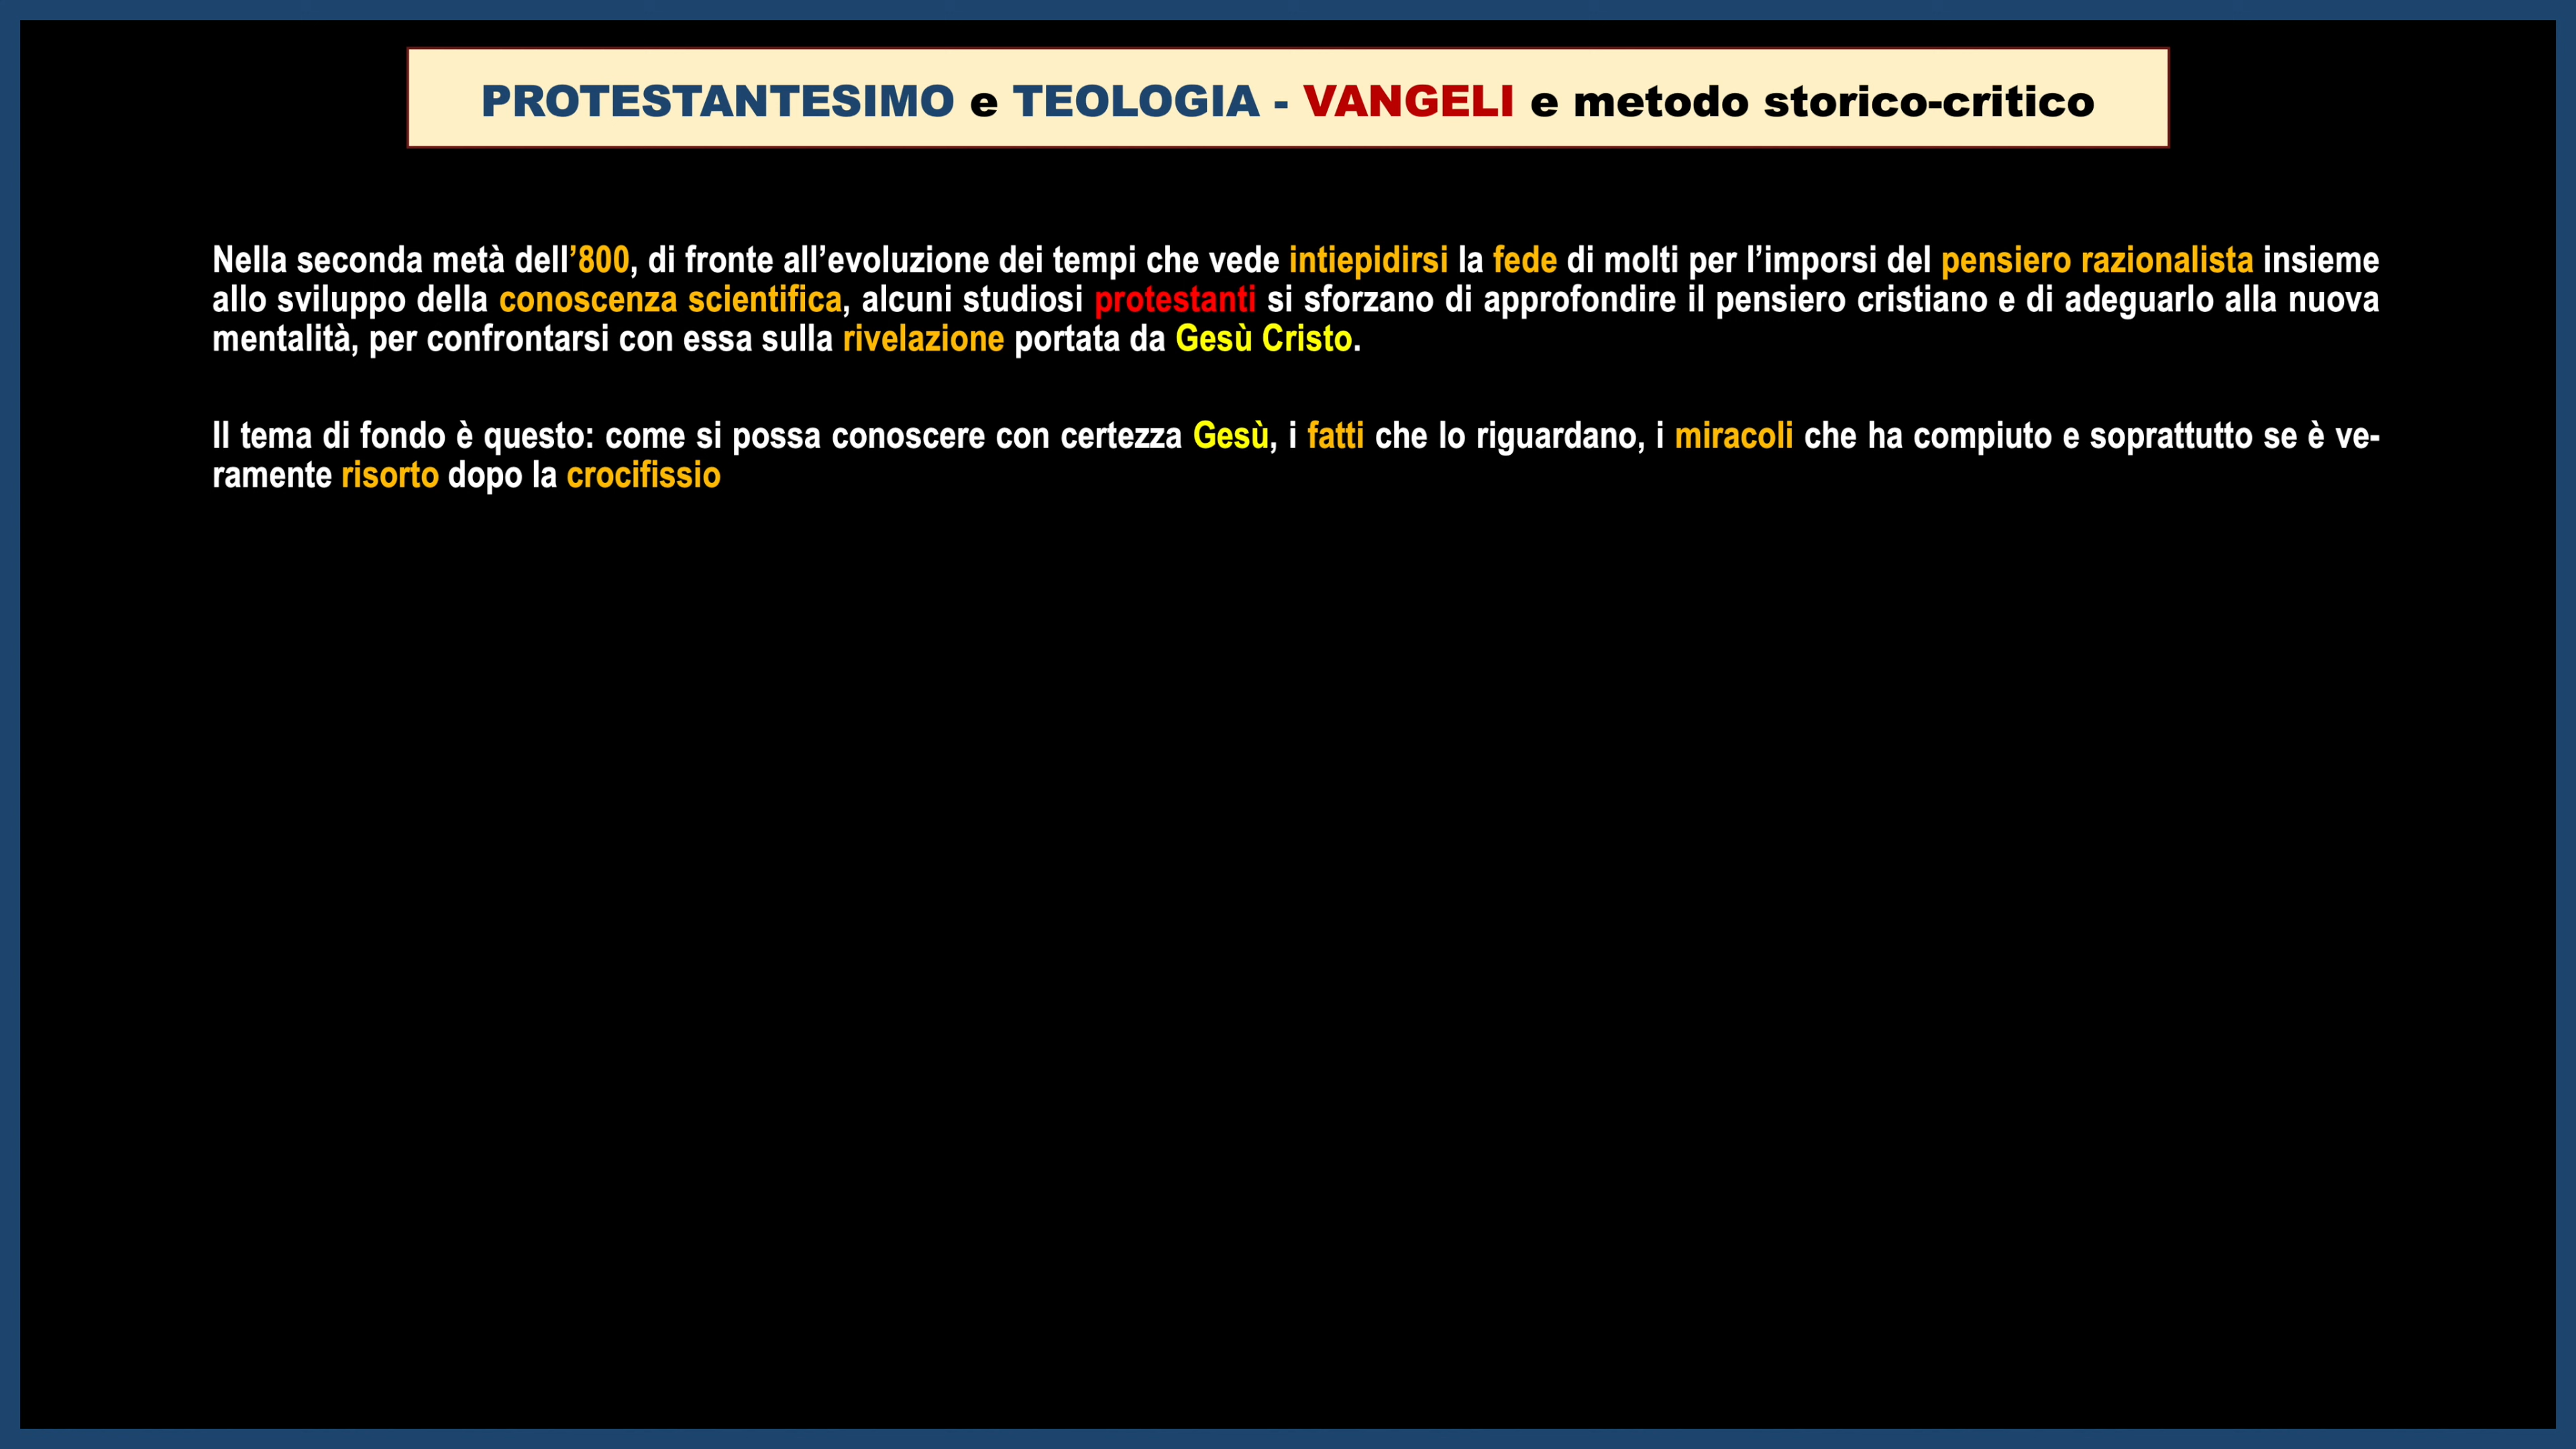 PROTESTANTESIMO e TEOLOGIA - VANGELI e metodo storico-critico
Nella seconda metà dell’800, di fronte all’evoluzione dei tempi che vede intiepidirsi la fede di molti per l’imporsi del pensiero razionalista insieme
allo sviluppo della conoscenza scientifica, alcuni studiosi protestanti si sforzano di approfondire il pensiero cristiano e di adeguarlo alla nuova
mentalità, per confrontarsi con essa sulla rivelazione portata da Gesù Cristo.
Il tema di fondo è questo: come si possa conoscere con certezza Gesù, i fatti che lo riguardano, i miracoli che ha compiuto e soprattutto se è ve-
ramente risorto dopo la crocifissio